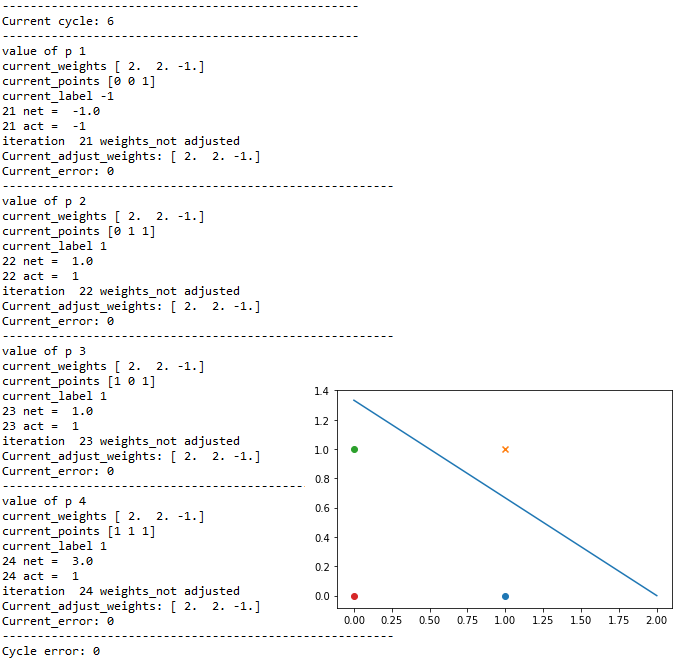 ------------------------------------------------
Current cycle: 6
------------------------------------------------
value of p 1
current_weights [ 2.  2. -1.]
current_points [0 0 1]
current_label -1
21 net =  -1.0
21 act =  -1
iteration  21 weights_not adjusted
Current_adjust_weights: [ 2.  2. -1.]
Current_error: 0
-----------------------------------------------------
value of p 2
current_weights [ 2.  2. -1.]
current_points [0 1 1]
current_label 1
22 net =  1.0
22 act =  1
iteration  22 weights_not adjusted
Current_adjust_weights: [ 2.  2. -1.]
Current_error: 0
-----------------------------------------------------
value of p 3
current_weights [ 2.  2. -1.]
current_points [1 0 1]
current_label 1
23 net =  1.0
23 act =  1
iteration  23 weights_not adjusted
Current_adjust_weights: [ 2.  2. -1.]
Current_error: 0
-----------------------------------------
value of p 4
current_weights [ 2.  2. -1.]
current_points [1 1 1]
current_label 1
24 net =  3.0
24 act =  1
iteration  24 weights_not adjusted
Current_adjust_weights: [ 2.  2. -1.]
Current_error: 0
-----------------------------------------------------
Cycle error: 0
1.4
1.2
1.0
0.8
0.6
0.4
0.2
0.0
0.00 0.25 0.50 0.75 1.00 1.25 1.50 1.75 2.00